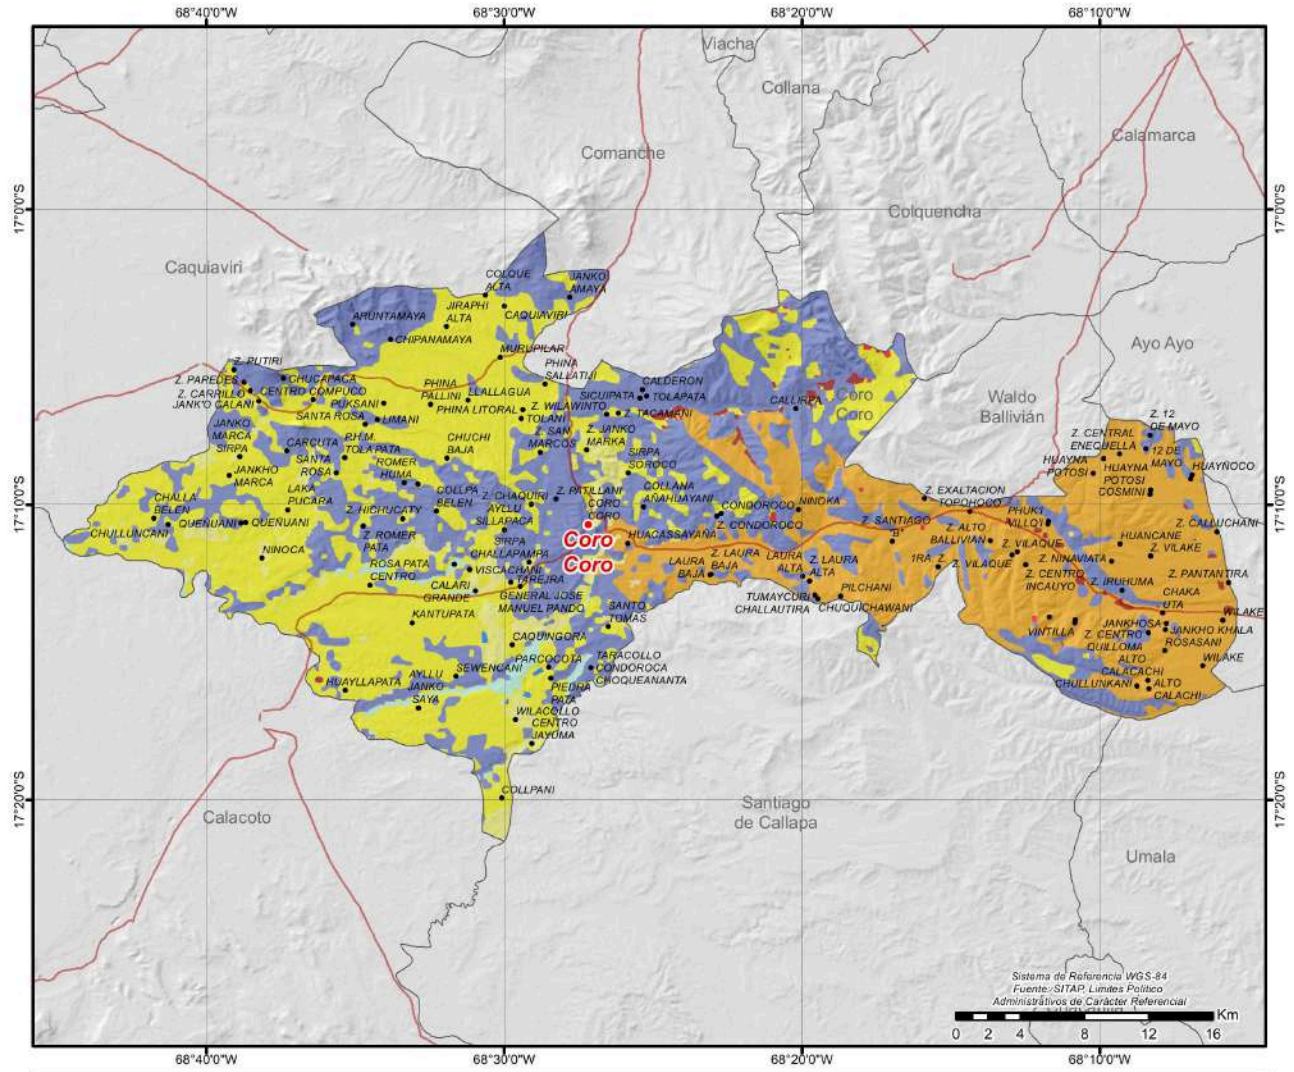 68°40'0"W
68°30'0"W
68°20'0"W
68°10'0"W
Viacha
Collana
Comanche
Calamarca
17°0'0"S
17°0'0"S
Colquencha
Caquiaviri
COLQUE
ALTA
JANKO
AMAYA
JIRAPHI
ALTA
CAQUIAVIRI
ARUNTAMAYA
CHIPANAMAYA
MURUPILAR
Ayo Ayo
Z. PUTIRI
PHINA
SALLATIJI
Z. PAREDES
CHUCAPACA
CALDERON
Z. CARRILLO
CENTRO COMPUCO
PHINA
PALLINI
LLALLAGUA
SICUIPATA
TOLAPATA
CALLIRPA
Coro
Coro
Waldo
Ballivián
JANK'O CALANI
PUKSANI
PHINA LITORAL
Z. WILAWINTO
Z. TACAMANI
SANTA ROSA
LIMANI
TOLANI
Z. 12
DE MAYO
JANKO
MARCA
SIRPA
CARCUTA
P.H.M.
TOLA PATA
CHIJCHI
BAJA
Z. SAN
MARCOS
Z. JANKO
MARKA
Z. CENTRAL
ENEQUELLA
12 DE
MAYO
SANTA
ROSA
ROMER
HUMA
SIRPA
SOROCO
HUAYNA
POTOSI
HUAYNA
POTOSI
COSMINI
HUAYÑOCO
JANKHO
MARCA
LAKA
PUCARA
COLLPA
BELEN
Z. CHAQUIRI
AYLLU
SILLAPACA
Z. PATILLANI
COLLANA
AÑAHUAYANI
NINOKA
Z. EXALTACION
TOPOHOCO
17°10'0"S
17°10'0"S
CHALLA
BELEN
Z. HICHUCATY
CORO
CORO
CONDOROCO
PHUKI
VILLQY
CHULLUNCANI
QUENUANI
QUENUANI
Z. CONDOROCO
Z. SANTIAGO
B°
Z. ALTO
BALLIVIAN
Z. CALLUCHANI
Z. ROMER
PATA
SIRPA
Coro
Coro
HUACASSAYANA
HUANCANE
NINOCA
CHALLAPAMPA
LAURA
BAJA
Z. LAURA
BAJA
LAURA
ALTA
Z. LAURA
ALTA
1RA. Z.
Z. VILAQUE
Z. VILAQUE
Z. NINAVIATA
Z. VILAKE
ROSA PATA
CENTRO
VISCACHANI
Z. CENTRO
INCAUYO
Z. IRUHUMA
Z. PANTANTIRA
CALARI
GRANDE
TAREJRA
GENERAL JOSE
MANUEL PANDO
TUMAYCURI
CHALLAUTIRA
PILCHANI
CHUQUICHAWANI
CHAKA
UTA
KANTUPATA
SANTO
TOMAS
WILAKE
VINTILLA
JANKHOSA
JANKHO KHALA
CAQUINGORA
Z. CENTRO
QUILLOMA
ROSASANI
PARCOCOTA
TARACOLLO
CONDOROCA
CHOQUEANANTA
WILAKE
HUAYLLAPATA
AYLLU
JANKO
SAYA
SEWENCANI
PIEDRA
PATA
ALTO
CALACACHI
CHULLUNKANI
ALTO
CALACHI
WILACOLLO
CENTRO
JAYUMA
COLLPANI
17°20'0"S
17°20'0"S
Calacoto
Santiago
de Callapa
Umala
Sistema de Referencia WGS-84
Fuente: SITAP, Limites Político
Administrativos de Carácter Referencial
Km
0 2 4 8 12 16
68°40'0"W
68°30'0"W
68°20'0"W
68°10'0"W